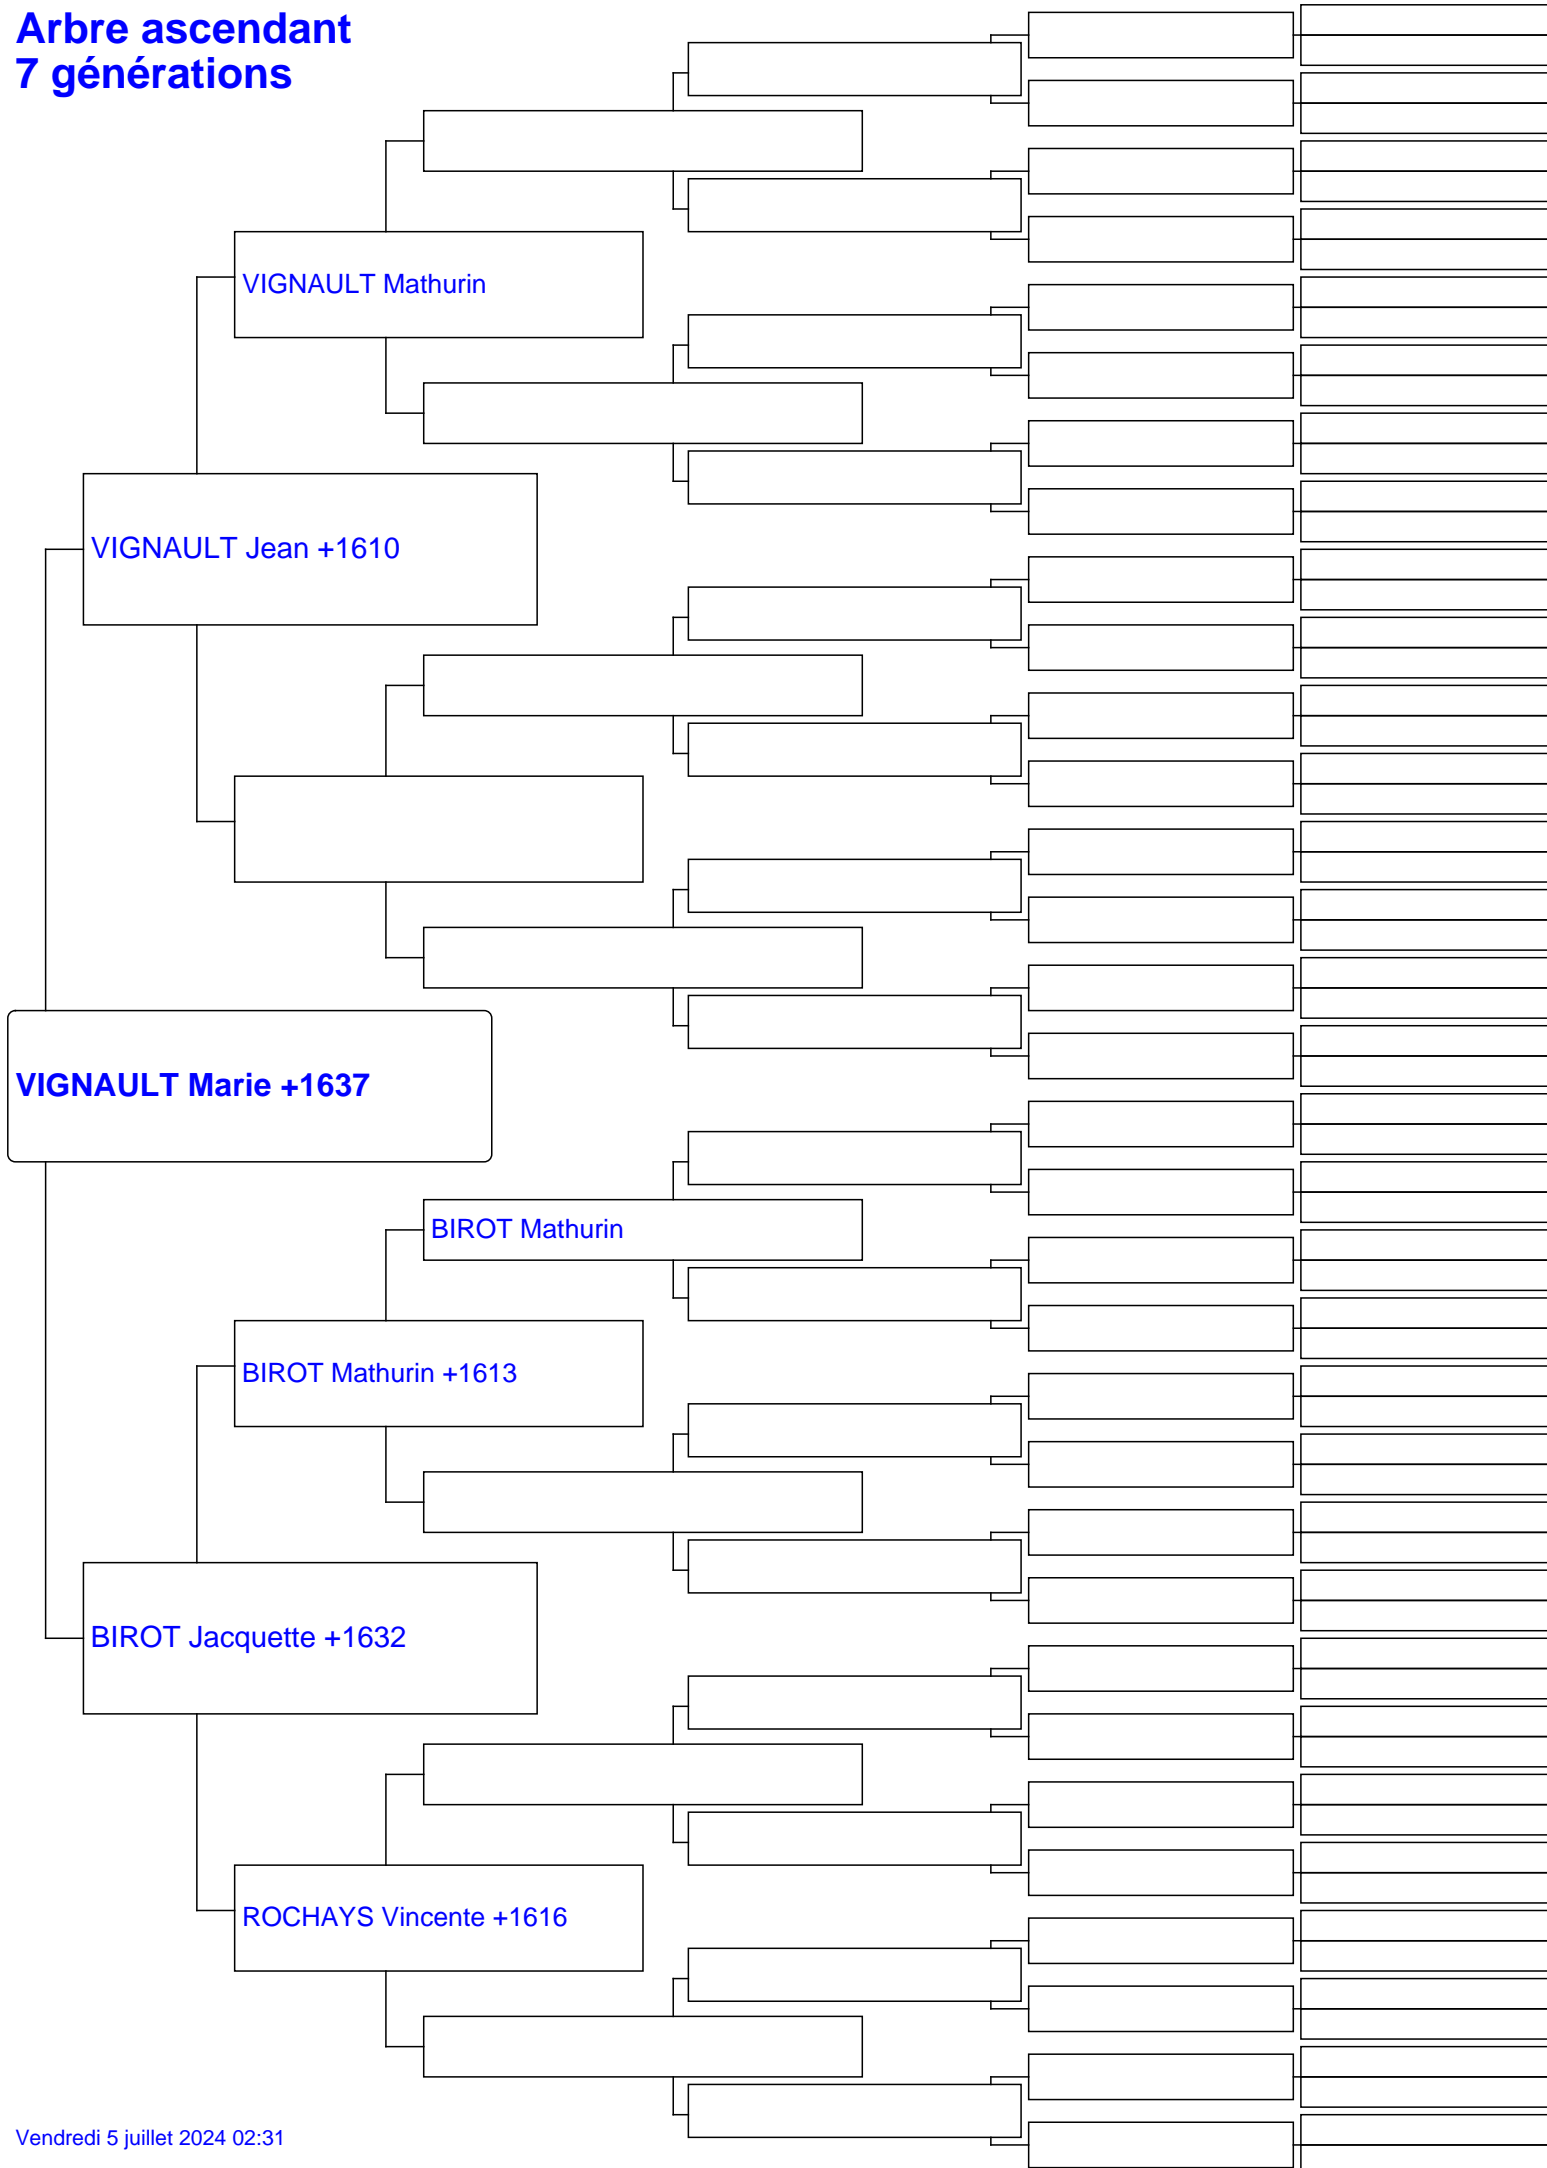 Arbre ascendant
7 générations
VIGNAULT Mathurin
VIGNAULT Jean +1610
VIGNAULT Marie +1637
BIROT Mathurin
BIROT Mathurin +1613
BIROT Jacquette +1632
ROCHAYS Vincente +1616
Vendredi 5 juillet 2024 02:31